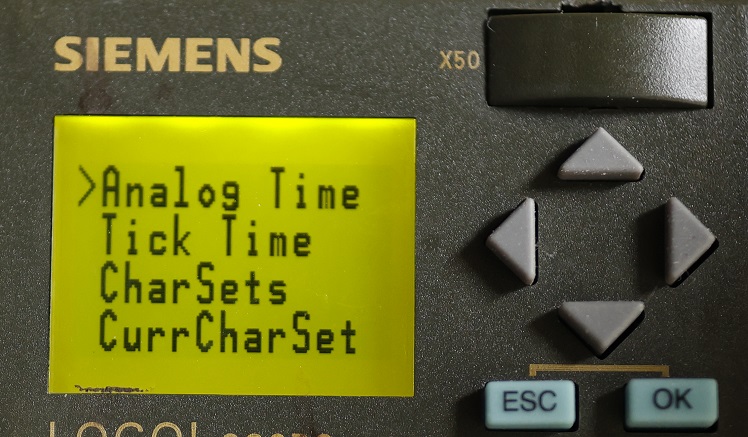 SIEMENS
X50
>Analog Time
Tick Time
CharSets
CurrCharSet
ESC
OK